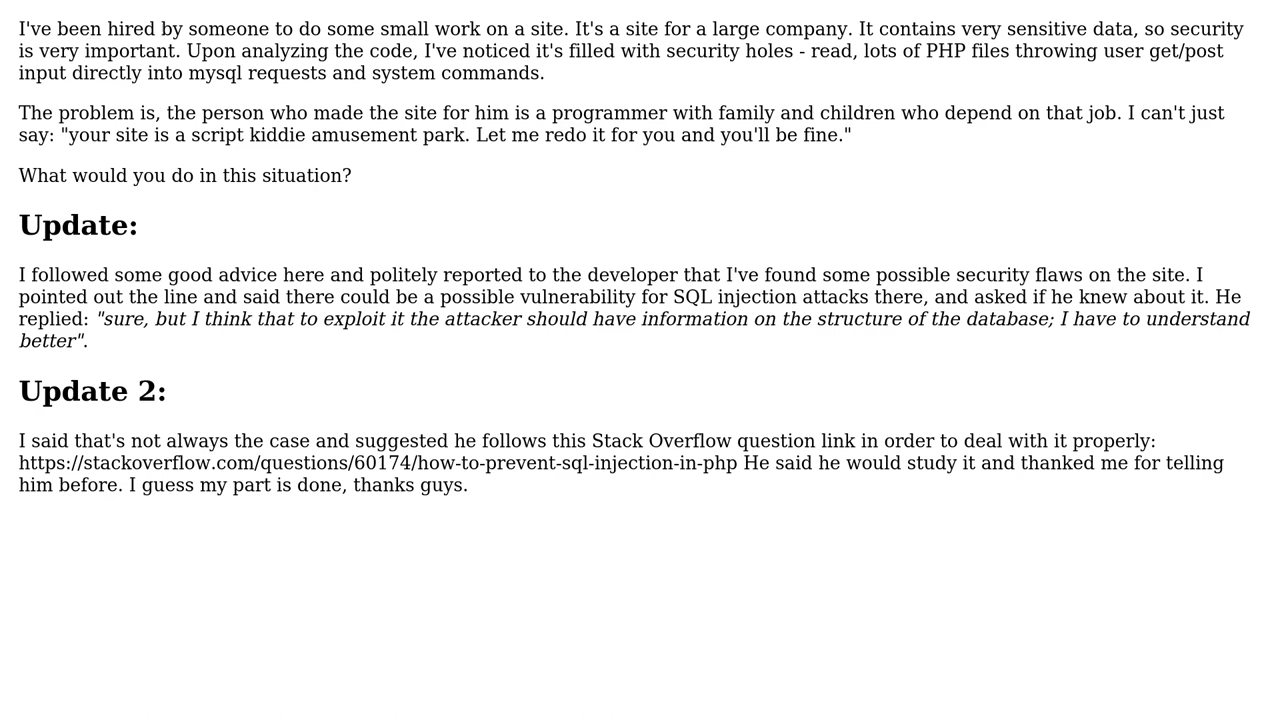 I've been hired by someone to do some small work on a site. It's a site for a large company. It contains very sensitive data, so security
is very important. Upon analyzing the code, I've noticed it's filled with security holes - read, lots of PHP files throwing user get/post
input directly into mysql requests and system commands.
The problem is, the person who made the site for him is a programmer with family and children who depend on that job. I can't just
say: "your site is a script kiddie amusement park. Let me redo it for you and you'll be fine."
What would you do in this situation?
Update:
I followed some good advice here and politely reported to the developer that I've found some possible security flaws on the site. I
pointed out the line and said there could be a possible vulnerability for SQL injection attacks there, and asked if he knew about it. He
replied: "sure, but I think that to exploit it the attacker should have information on the structure of the database; I have to understand
better".
Update 2:
I said that's not always the case and suggested he follows this Stack Overflow question link in order to deal with it properly:
https://stackoverflow.com/questions/60174/how-to-prevent-sql-injection-in-php He said he would study it and thanked me for telling
him before. I guess my part is done, thanks guys.